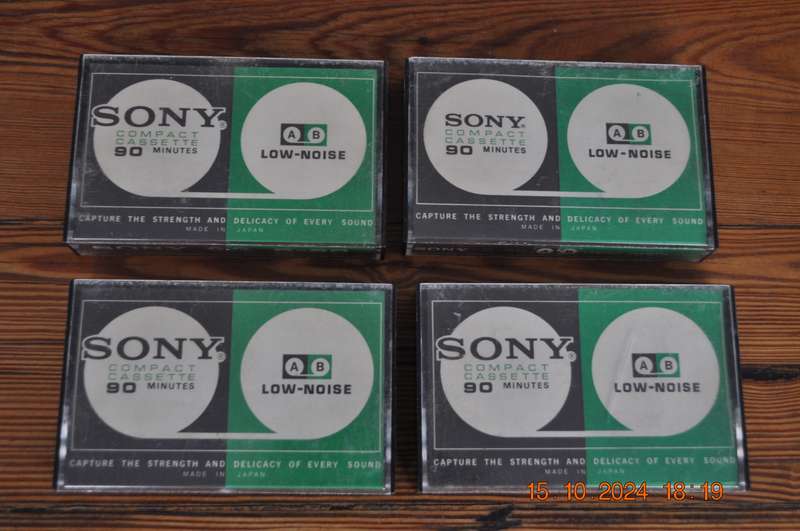 SONY®
COMPACT
CASSETTE
90 MINUTES
A B
LOW-NOISE
CAPTURE THE STRENGTH AND DELICACY OF EVERY SOUND
MADE IN JAPAN
SONY
COMPACT
CASSETTE
90 MINUTES
A B
LOW-NOISE
CAPTURE THE STRENGTH AND DELICACY OF EVERY SOUND
MADE IN JAPAN
SONY
SONY®
COMPACT
CASSETTE
90 MINUTES
A B
LOW-NOISE
CAPTURE THE STRENGTH AND DELICACY OF EVERY SOUND
MADE IN JAPAN
SONY®
COMPACT
CASSETTE
90 MINUTES
A B
LOW-NOISE
CAPTURE THE STRENGTH AND DELICACY OF EVERY SOUND
MADE IN JAPAN
15.10.2024 18:19